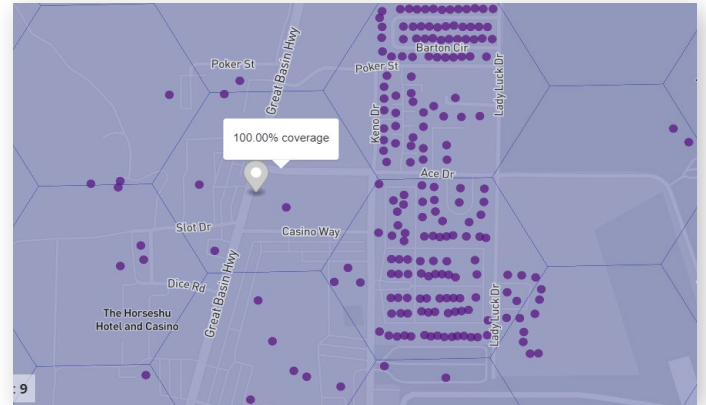 Barton Cir
Poker St
Poker St
Great Basin Hwy
Lady Luck Dr
Keno Dr
100.00% coverage
Ace Dr
Slot Dr
Casino Way
Dice Rd
Great Basin Hwy
Lady Luck Dr
The Horseshu
Hotel and Casino
: 9